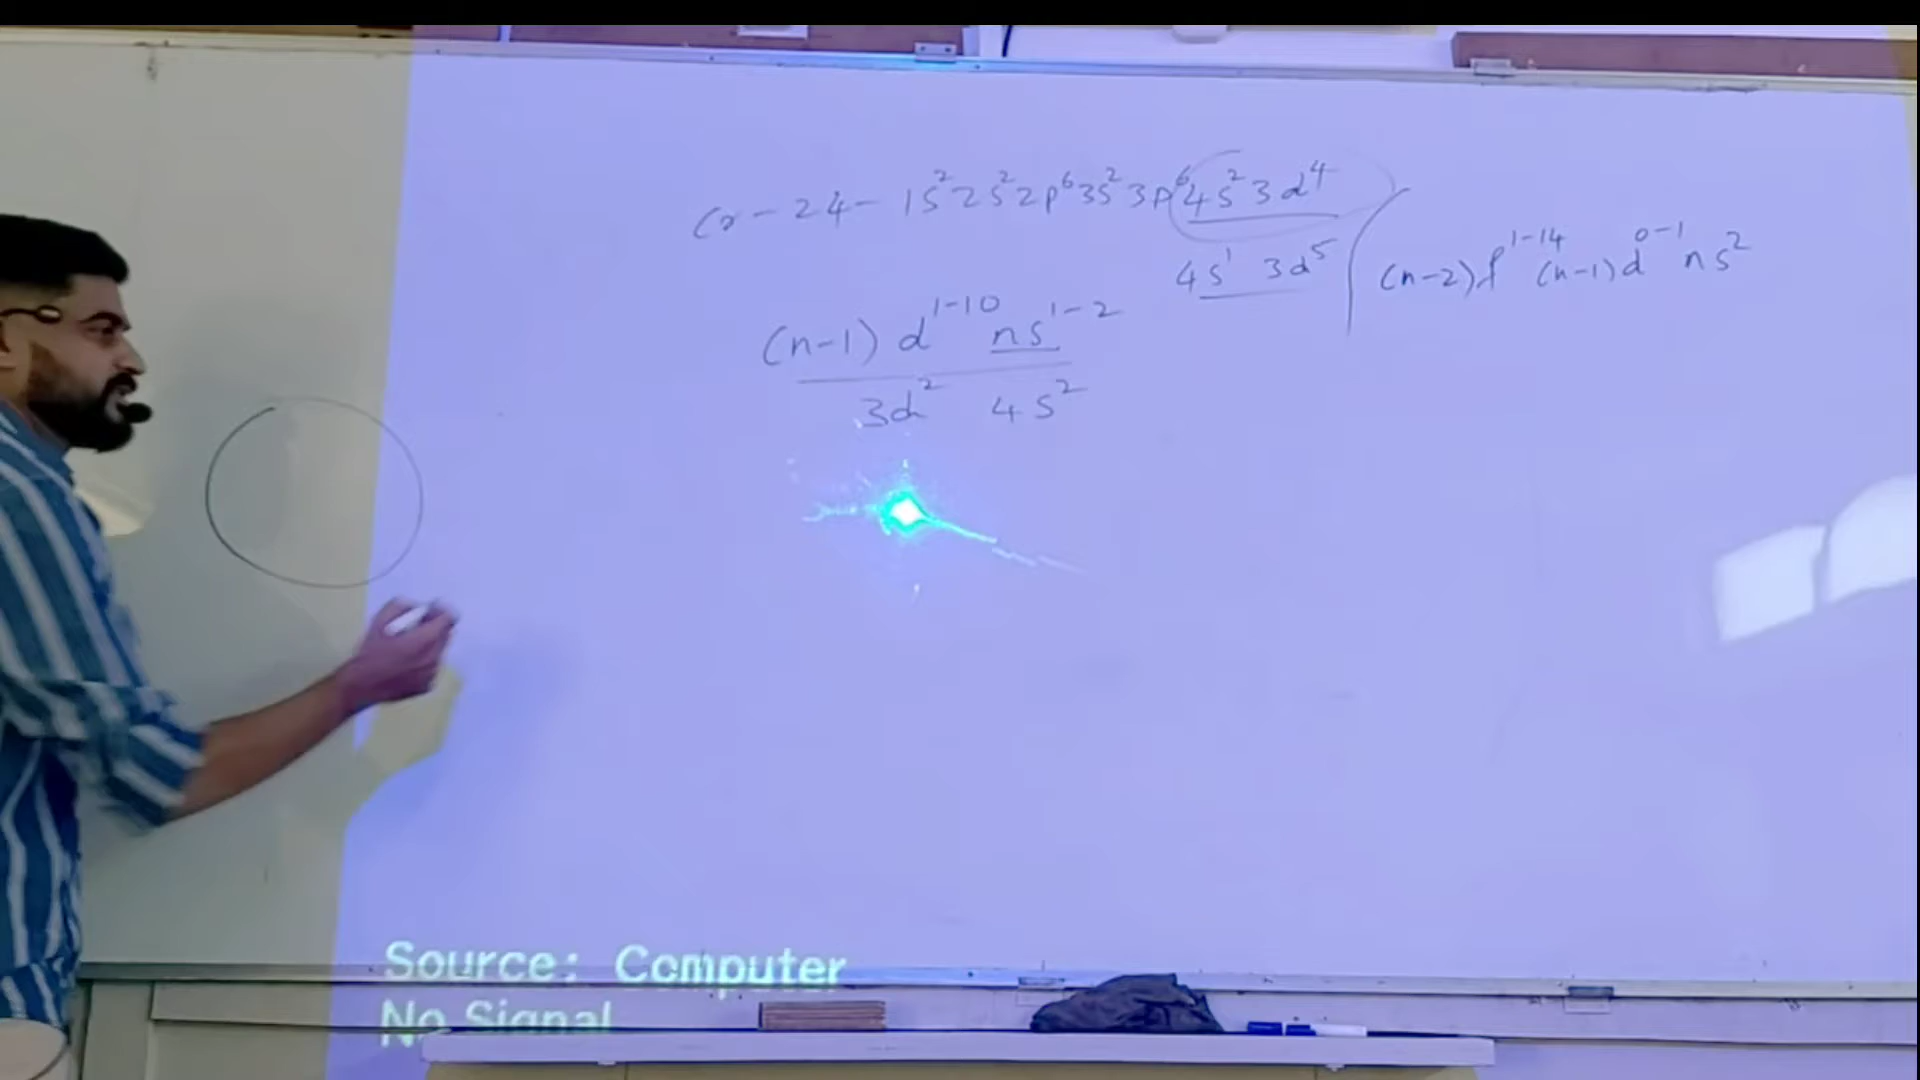 Cr - 24 - 1s² 2s² 2p⁶ 3s² 3p⁶ 4s² 3d⁴
4s¹ 3d⁵
(n-2)f¹⁻¹⁴ (n-1)d⁰⁻¹ ns²
(n-1) d¹⁻¹⁰ ns¹⁻²
3d² 4s²
Source: Computer
No Signal